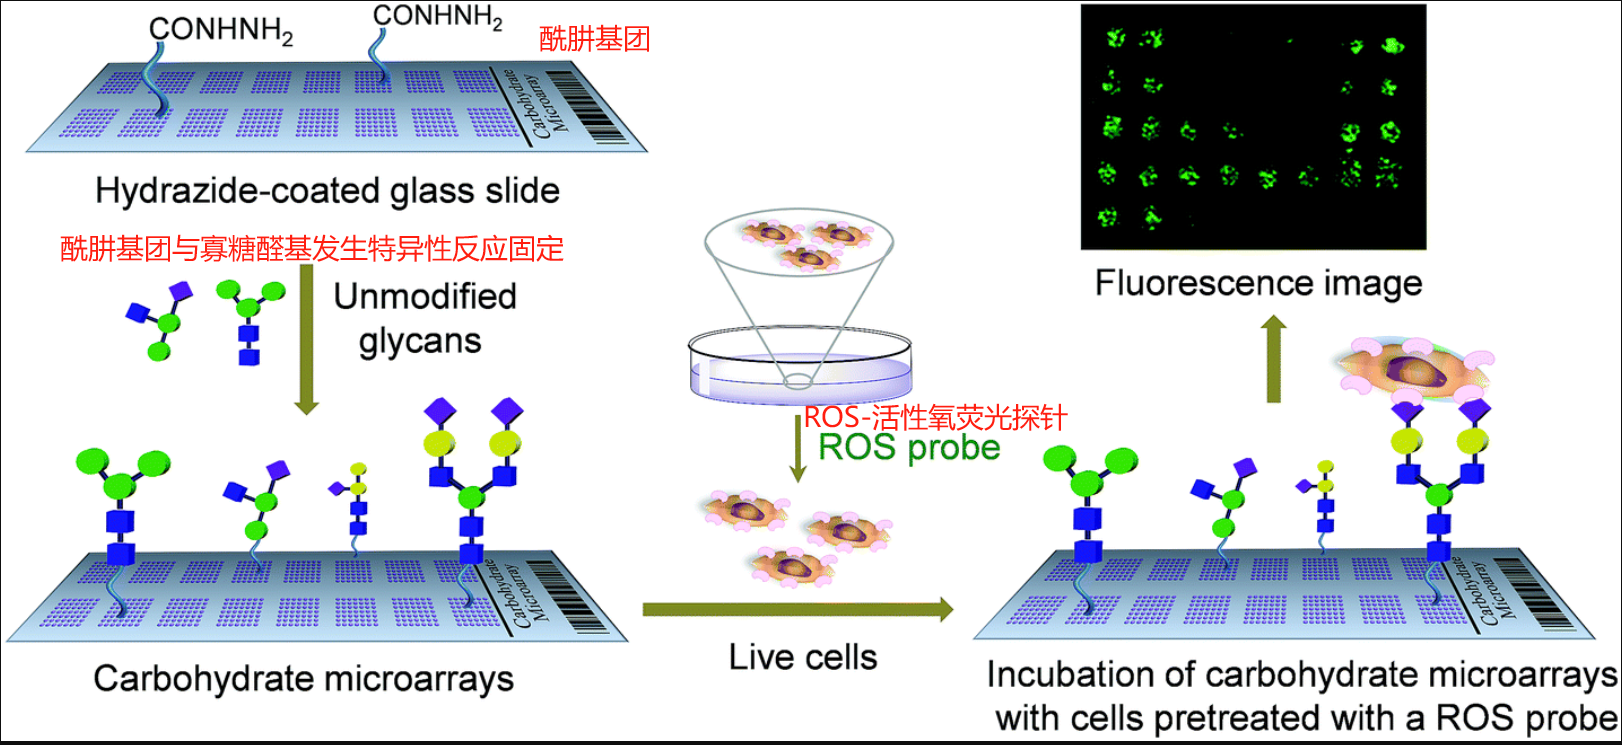 CONHNH2
CONHNH2
酰肼基团
Carbohydrate
Microarray
Hydrazide-coated glass slide
酰肼基团与寡糖醛基发生特异性反应固定
Unmodified
glycans
Carbohydrate
Microarray
Carbohydrate microarrays
ROS-活性氧荧光探针
ROS probe
Live cells
Fluorescence image
Carbohydrate
Microarray
Incubation of carbohydrate microarrays
with cells pretreated with a ROS probe